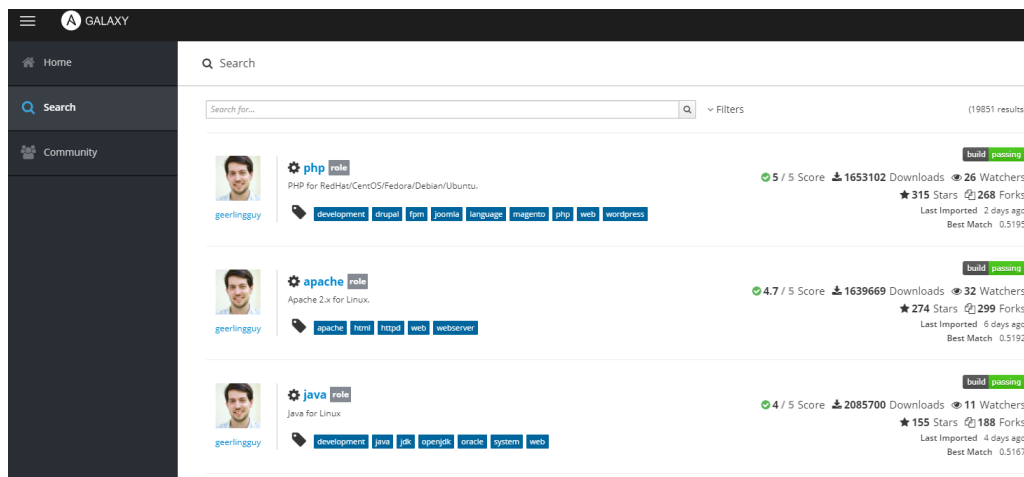 A GALAXY
Home
Search
Community
Search
Search for...
Filters
(19851 results
php role
PHP for RedHat/CentOS/Fedora/Debian/Ubuntu.
development drupal fpm joomla language magento php web wordpress
geerlingguy
build passing
5 / 5 Score 1653102 Downloads 26 Watchers
315 Stars 268 Forks
Last Imported 2 days ago
Best Match 0.5195
apache role
Apache 2.x for Linux.
apache html httpd web webserver
geerlingguy
build passing
4.7 / 5 Score 1639669 Downloads 32 Watchers
274 Stars 299 Forks
Last Imported 6 days ago
Best Match 0.5192
java role
Java for Linux
development java jdk openjdk oracle system web
geerlingguy
build passing
4 / 5 Score 2085700 Downloads 11 Watchers
155 Stars 188 Forks
Last Imported 4 days ago
Best Match 0.5167